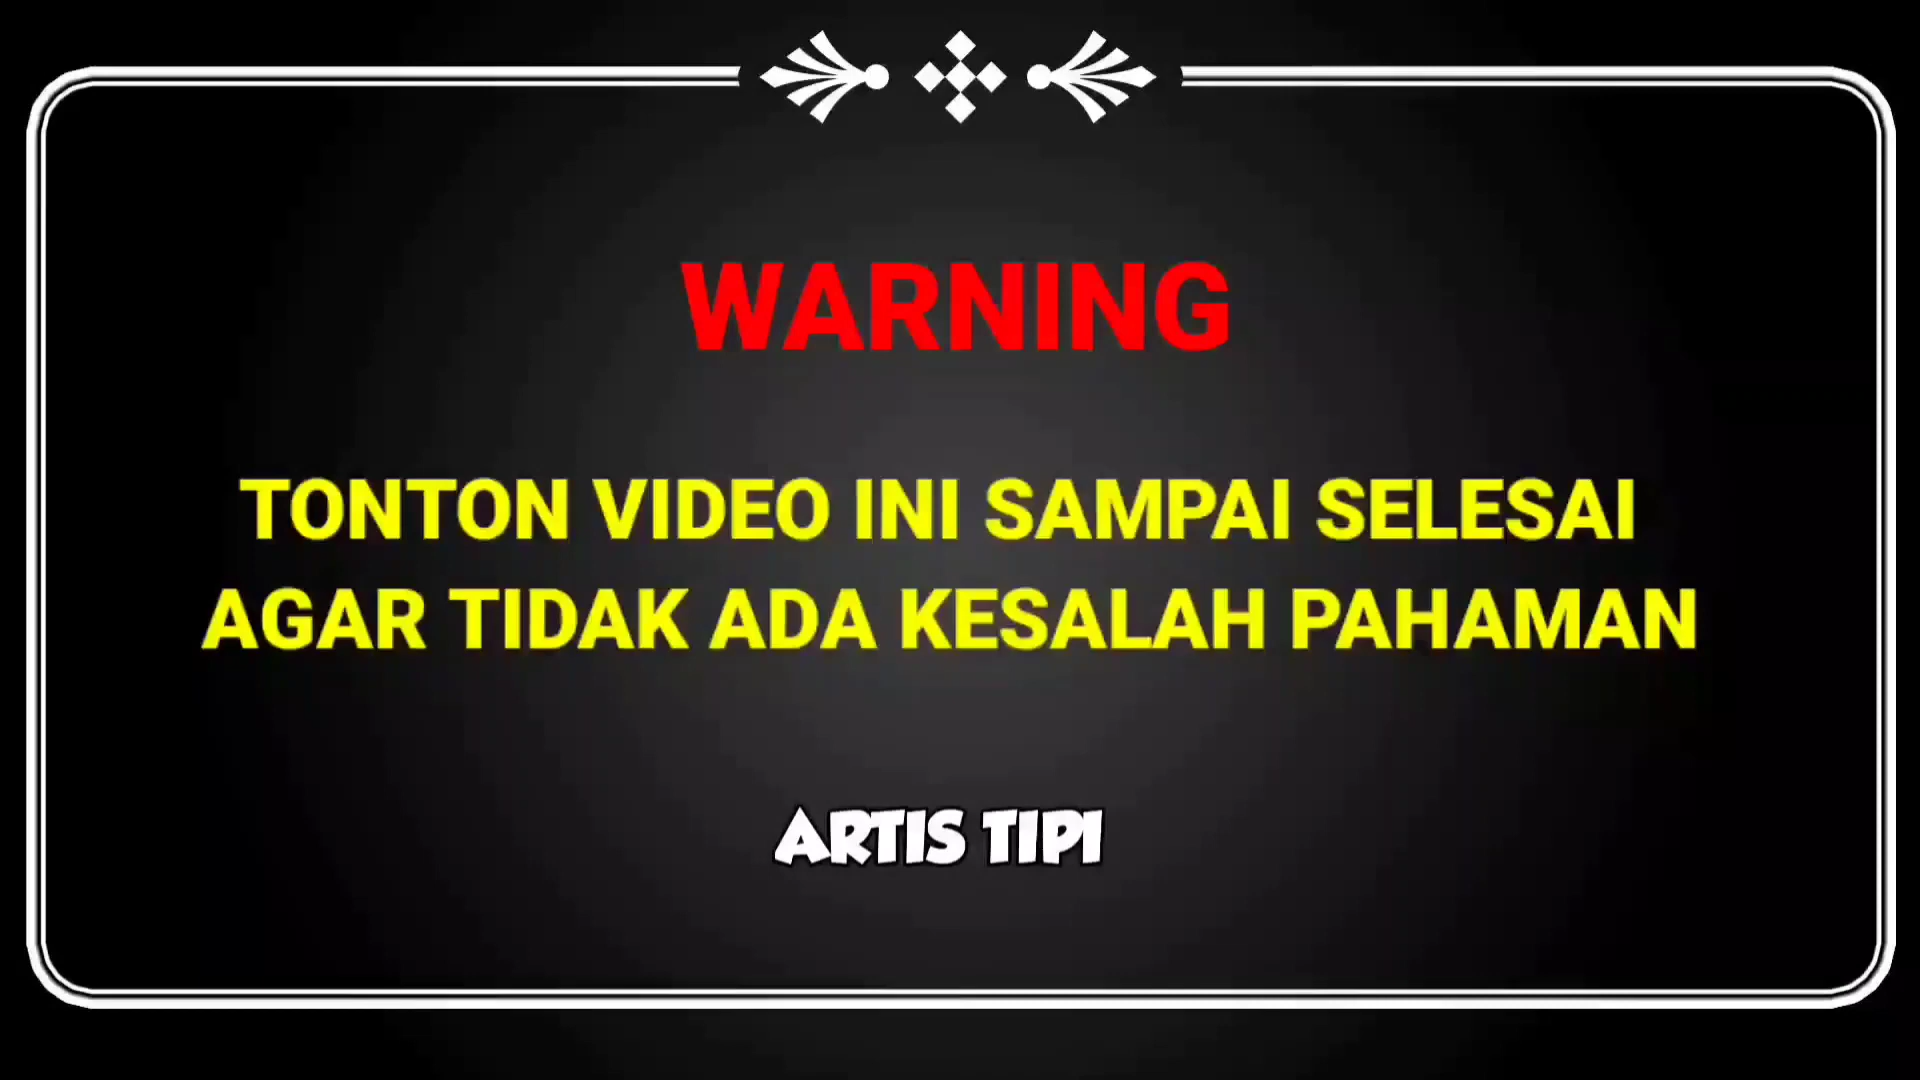 WARNING
TONTON VIDEO INI SAMPAI SELESAI
AGAR TIDAK ADA KESALAH PAHAMAN
ARTIS TIPI